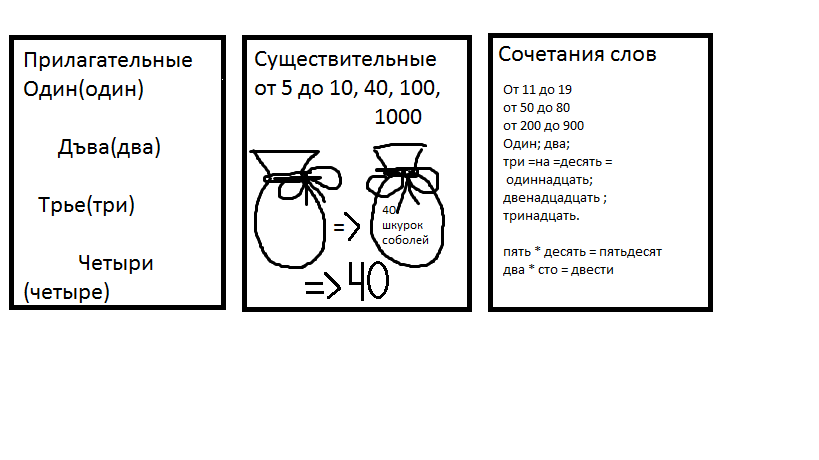 Прилагательные
Один(один)
Дъва(два)
Трье(три)
Четыри
(четыре)
Существительные
от 5 до 10, 40, 100,
1000
40
шкурок
соболей
=>
=>40
Сочетания слов
От 11 до 19
от 50 до 80
от 200 до 900
Один; два;
три =на =десять =
одиннадцать;
двенадцадцать ;
тринадцать.
пять * десять = пятьдесят
два * сто = двести